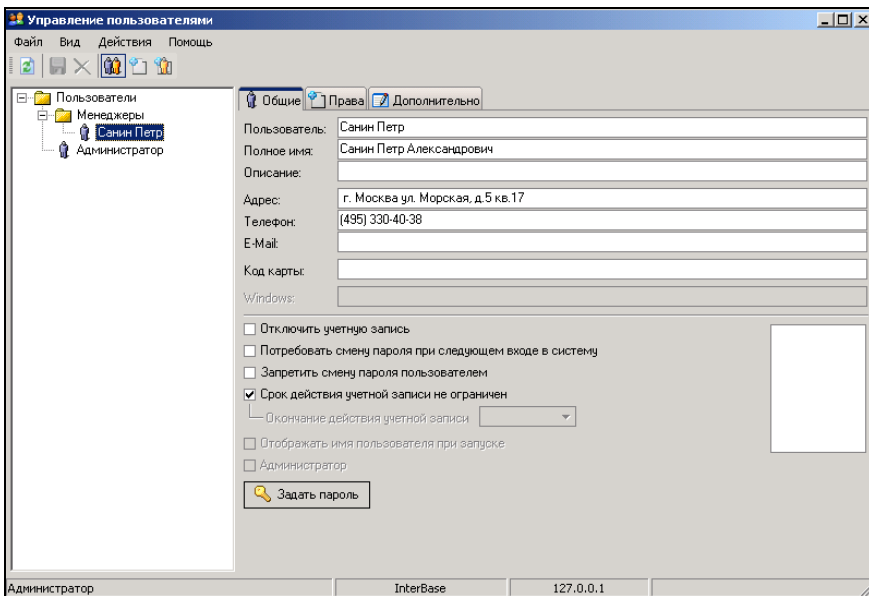 Управление пользователями
Файл Вид Действия Помощь
Пользователи
Менеджеры
Санин Петр
Администратор
Общие Права Дополнительно
Пользователь: Санин Петр
Полное имя: Санин Петр Александрович
Описание:
Адрес: г. Москва ул. Морская, д.5 кв.17
Телефон: (495) 330-40-38
E-Mail:
Код карты:
Windows:
Отключить учетную запись
Потребовать смену пароля при следующем входе в систему
Запретить смену пароля пользователем
Срок действия учетной записи не ограничен
Окончание действия учетной записи
Отображать имя пользователя при запуске
Администратор
Задать пароль
Администратор InterBase 127.0.0.1